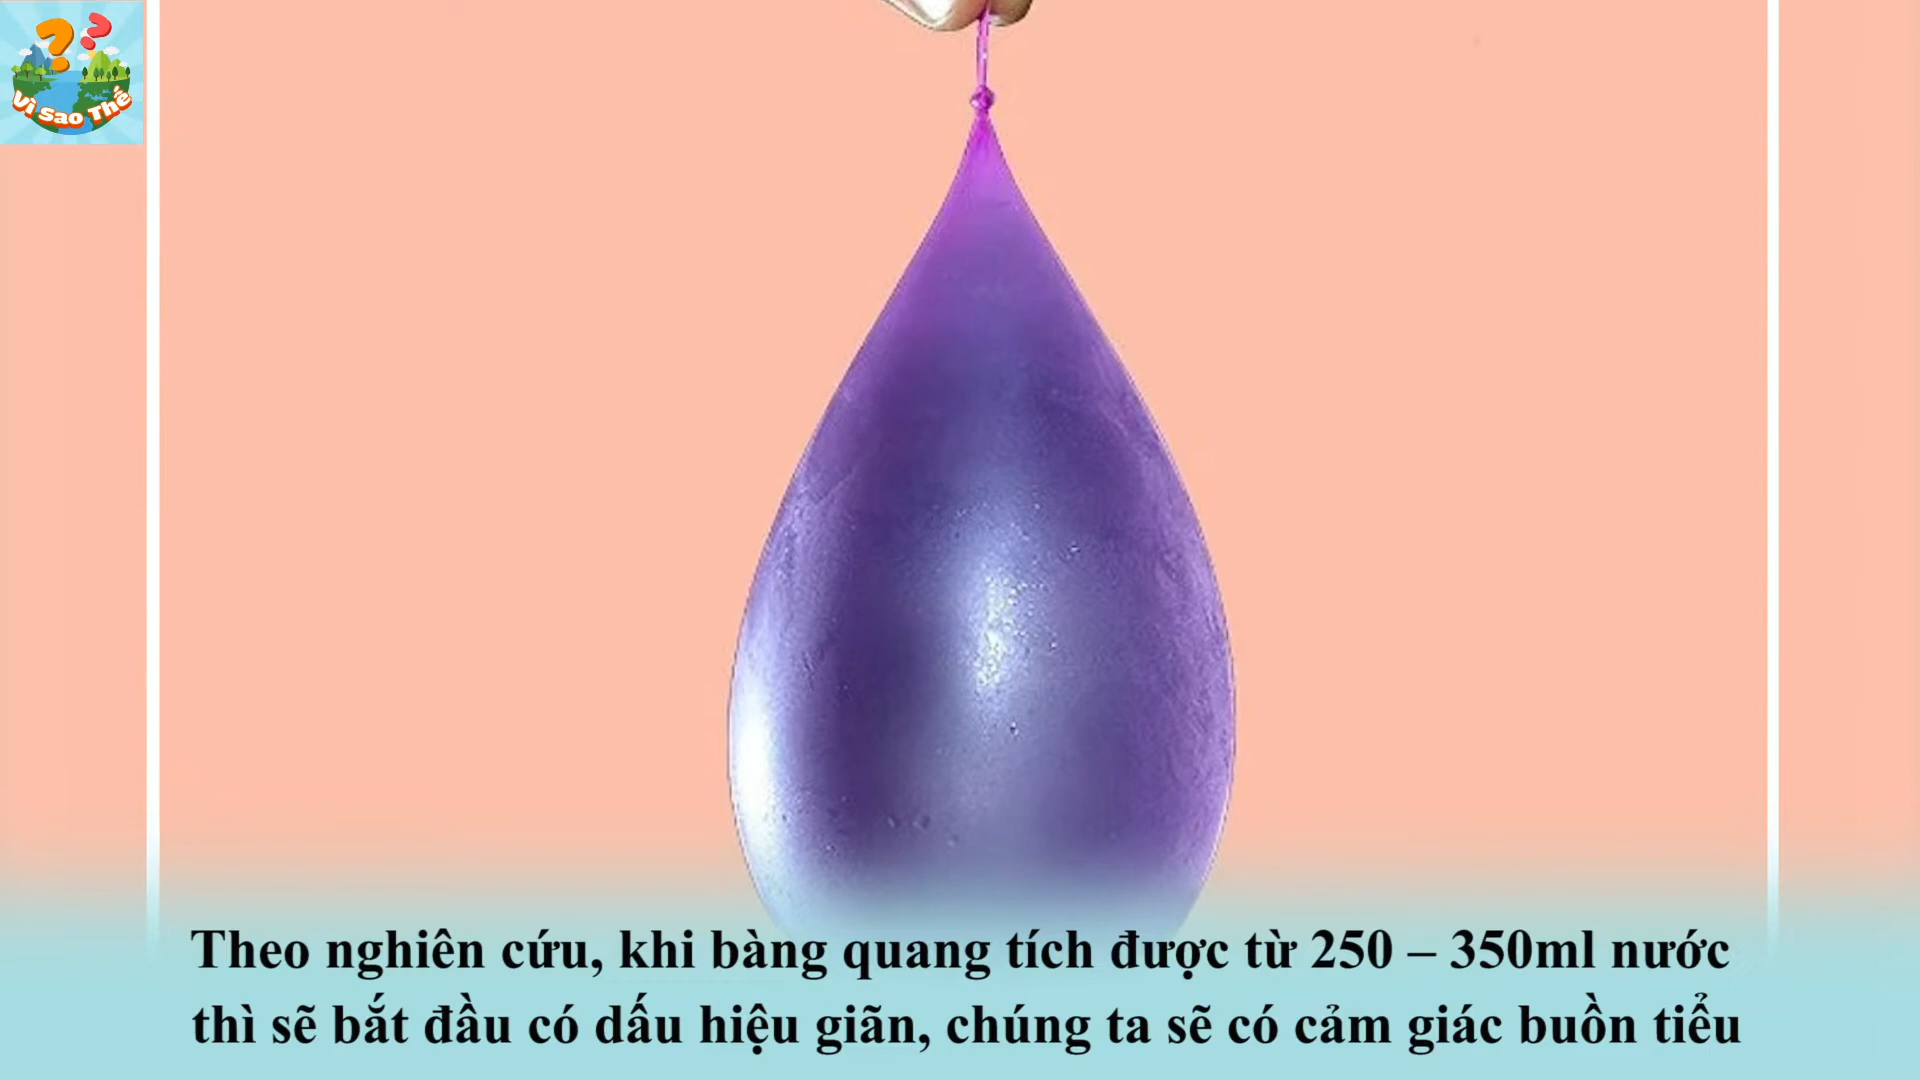 Vì Sao Thế
Theo nghiên cứu, khi bàng quang tích được từ 250 – 350ml nước
thì sẽ bắt đầu có dấu hiệu giãn, chúng ta sẽ có cảm giác buồn tiểu